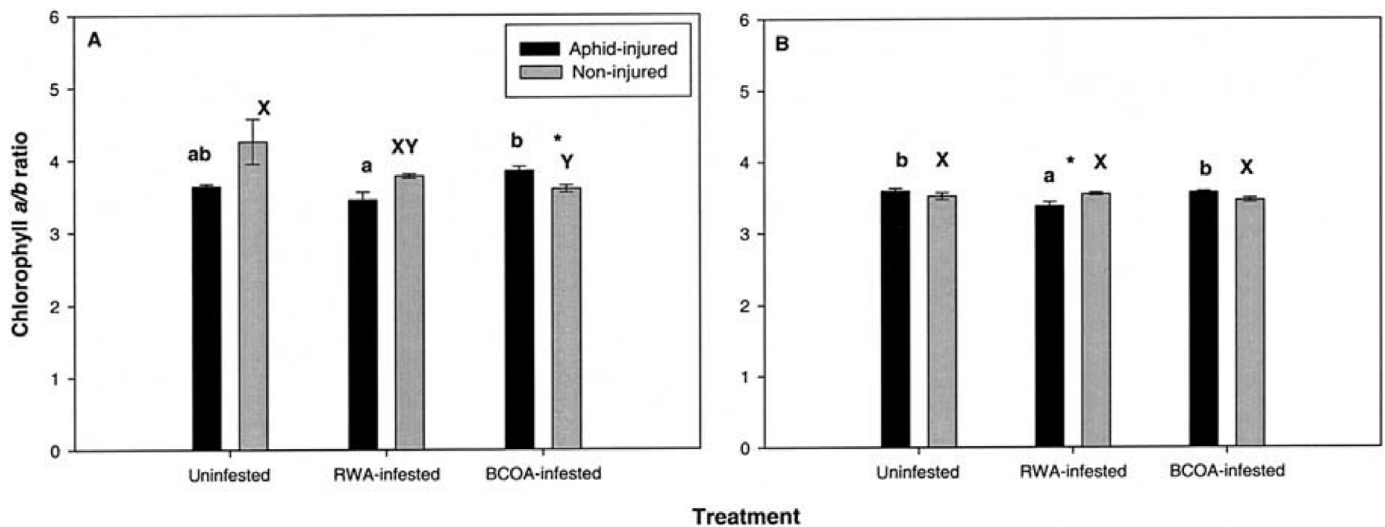 A
Aphid-injured
Non-injured
6
5
4
3
2
1
0
Chlorophyll a/b ratio
ab
X
a
XY
b
*
Y
Uninfested
RWA-infested
BCOA-infested
B
6
5
4
3
2
1
0
b
X
a
*
X
b
X
Uninfested
RWA-infested
BCOA-infested
Treatment